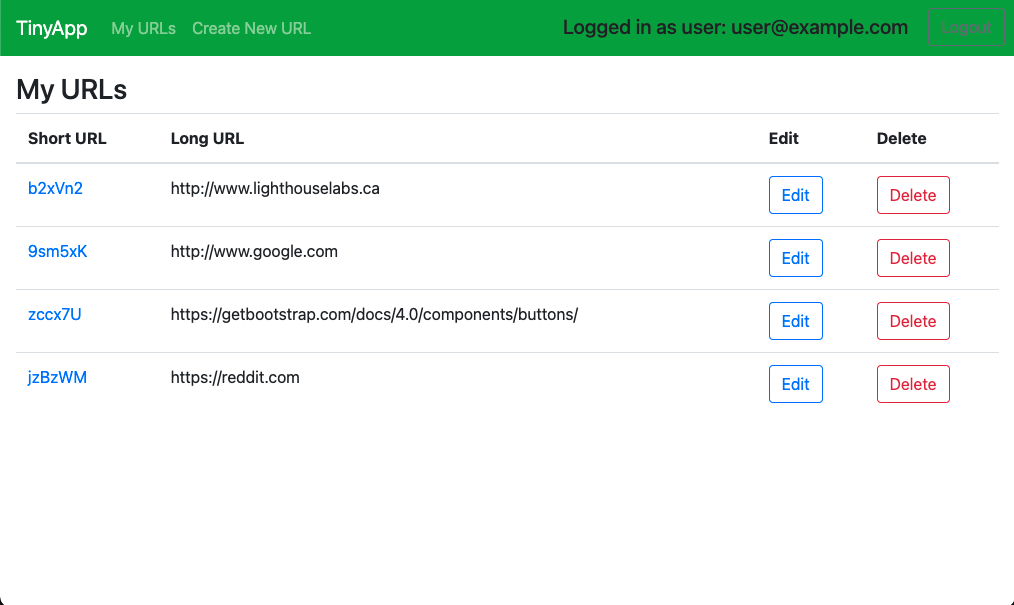 TinyApp My URLs Create New URL Logged in as user: user@example.com Logout
My URLs
Short URL Long URL Edit Delete
b2xVn2 http://www.lighthouselabs.ca Edit Delete
9sm5xK http://www.google.com Edit Delete
zccx7U https://getbootstrap.com/docs/4.0/components/buttons/ Edit Delete
jzBzWM https://reddit.com Edit Delete